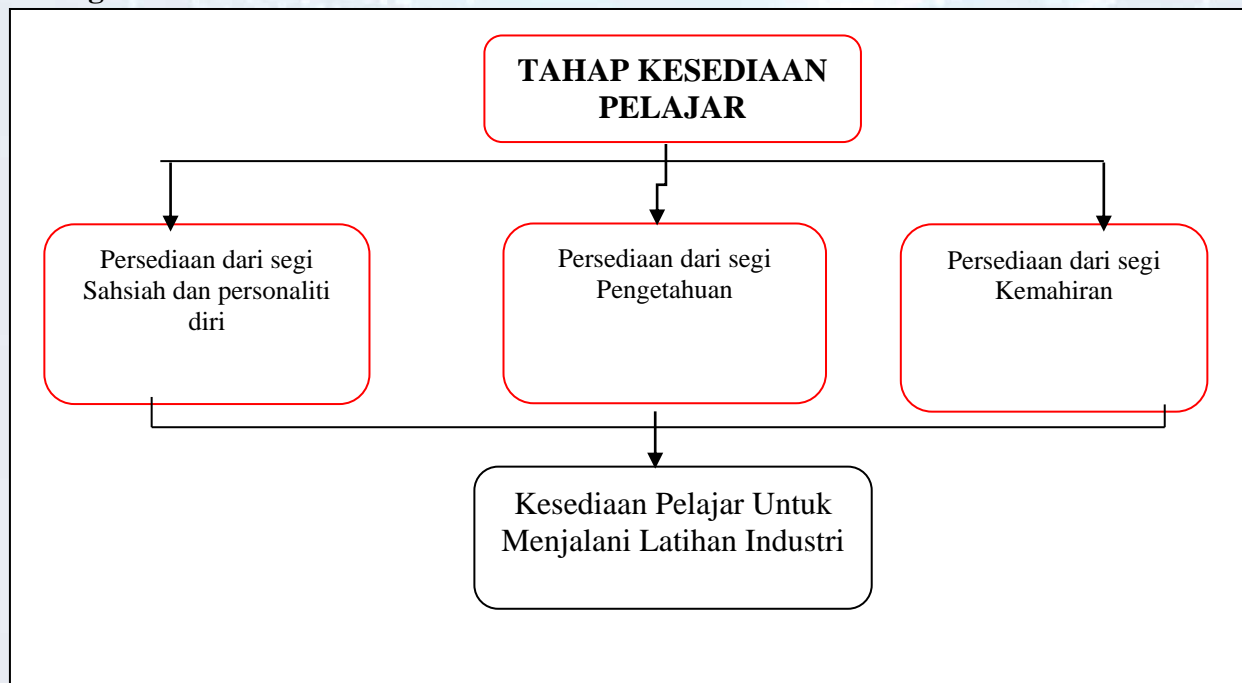 TAHAP KESEDIAAN
PELAJAR
Persediaan dari segi
Sahsiah dan personaliti
diri
Persediaan dari segi
Pengetahuan
Persediaan dari segi
Kemahiran
Kesediaan Pelajar Untuk
Menjalani Latihan Industri